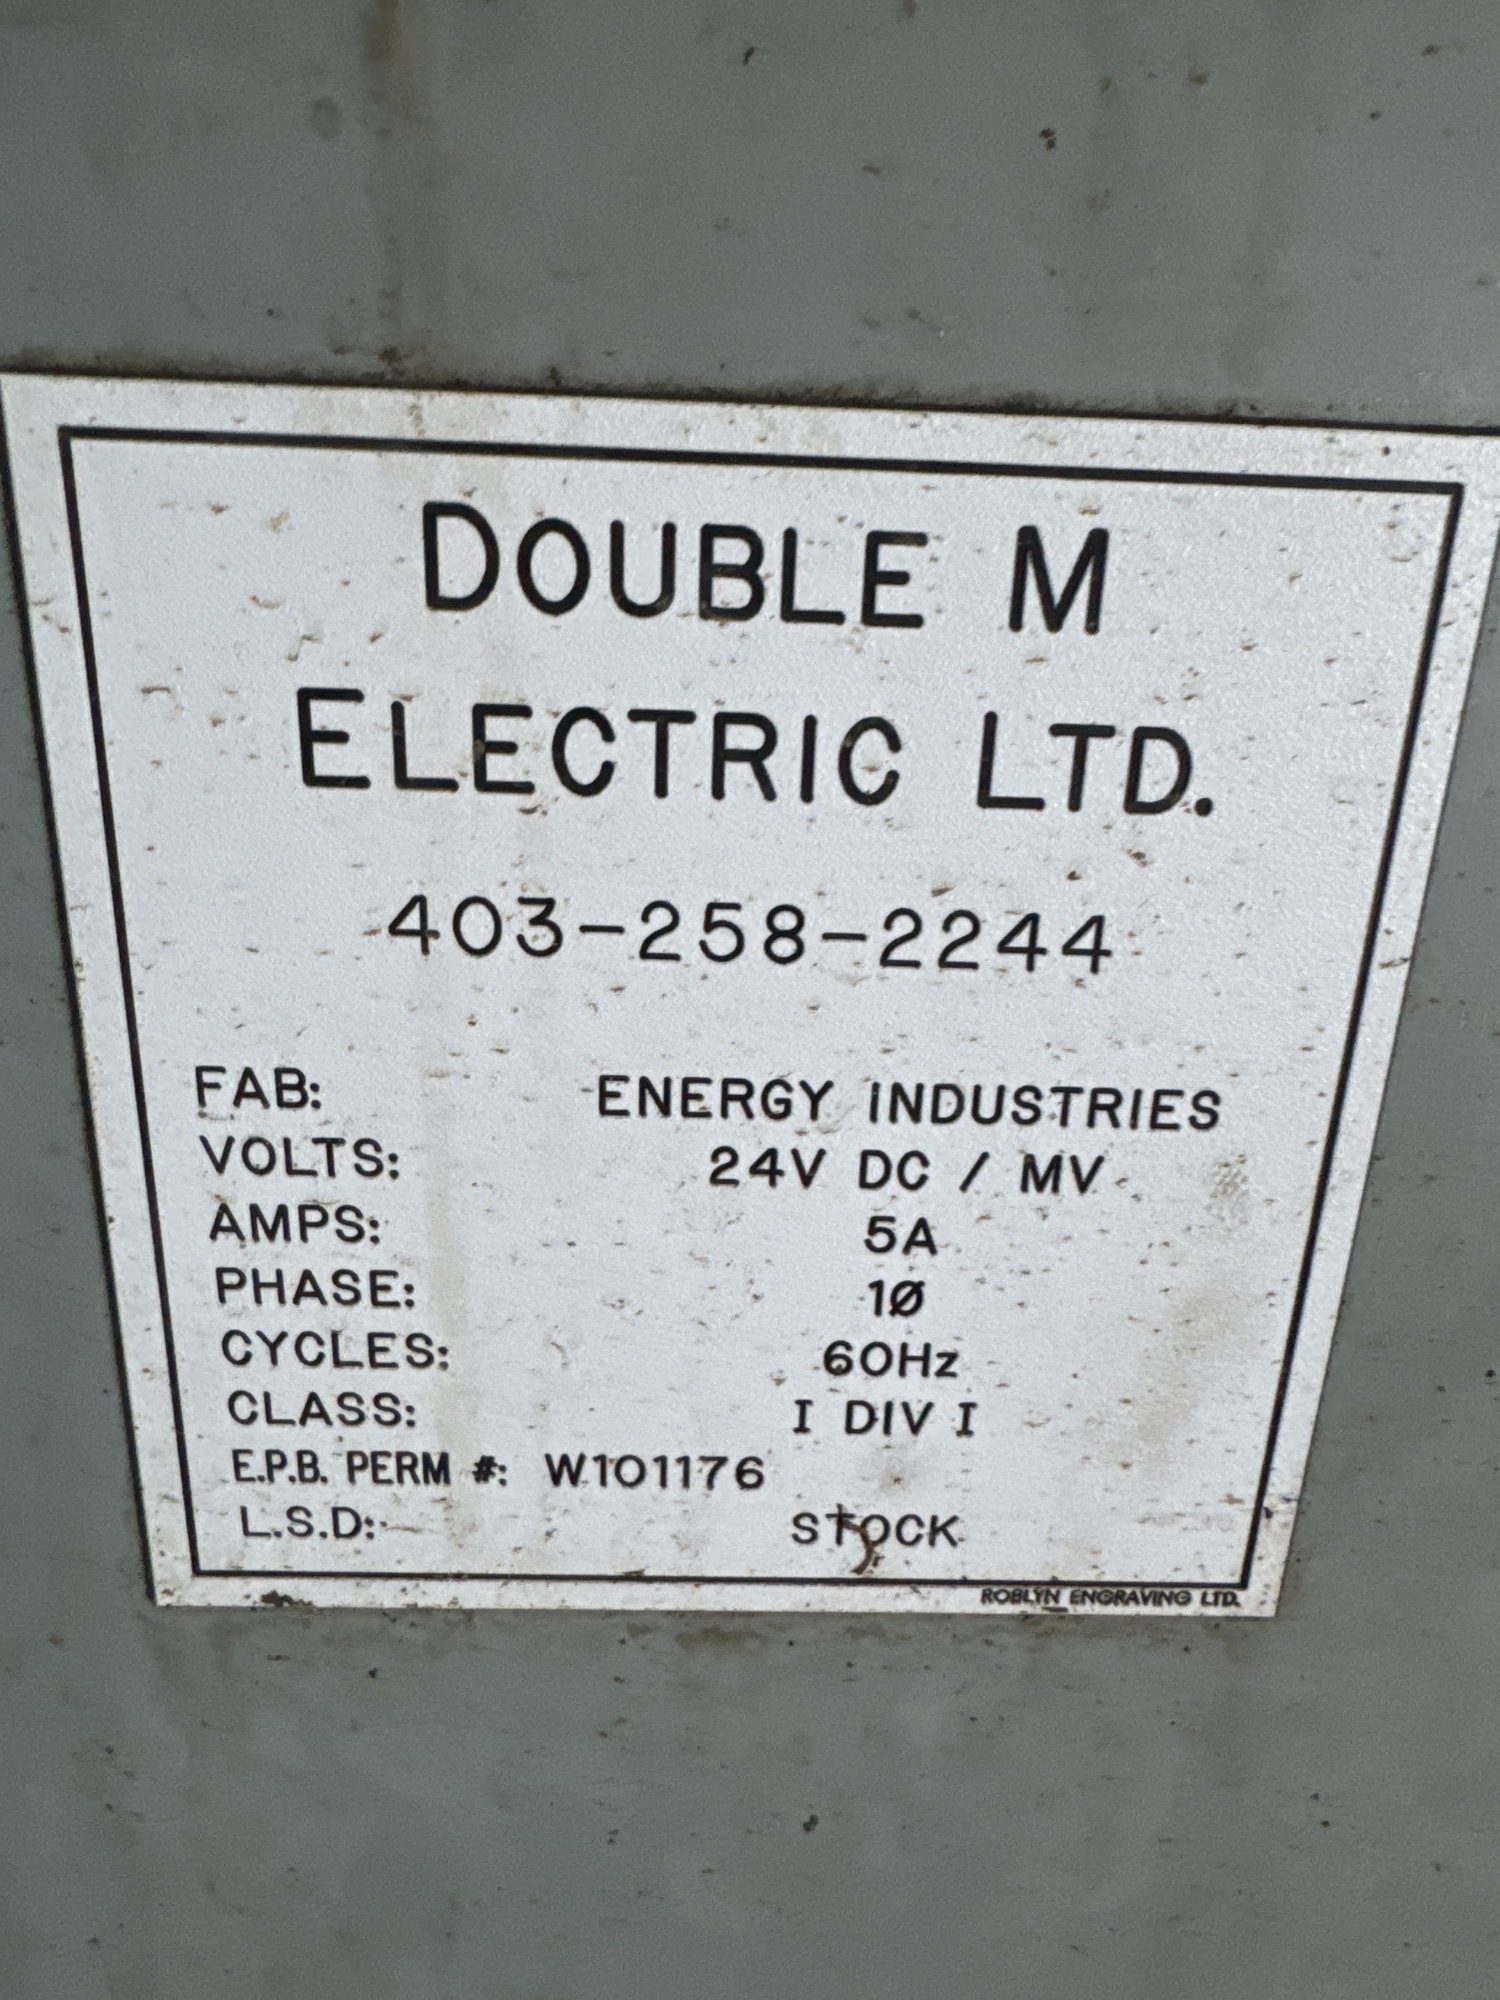 DOUBLE M
ELECTRIC LTD.
403-258-2244
FAB: ENERGY INDUSTRIES
VOLTS: 24V DC / MV
AMPS: 5A
PHASE: 1Ø
CYCLES: 60Hz
CLASS: I DIV I
E.P.B. PERM #: W101176
L.S.D: STOCK
ROBLYN ENGRAVING LTD.